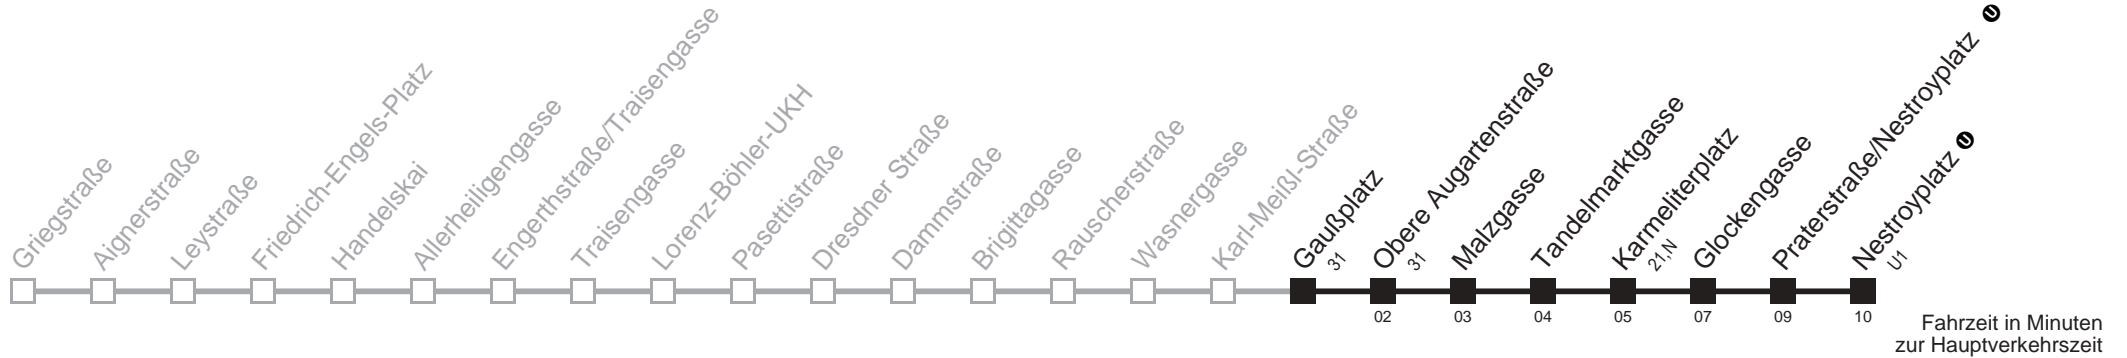 Griegstraße
Aignerstraße
Leystraße
Friedrich-Engels-Platz
Handelskai
Allerheiligengasse
Engerthstraße/Traisengasse
Traisengasse
Lorenz-Böhler-UKH
Pasettistraße
Dresdner Straße
Dammstraße
Brigittagasse
Rauscherstraße
Wasnergasse
Karl-Meißl-Straße
Gaußplatz
31
Obere Augartenstraße
31
Malzgasse
Tandelmarktgasse
Karmeliterplatz
21,N
Glockengasse
Praterstraße/Nestroyplatz U
Nestroyplatz U
U1
02 03 04 05 07 09 10
Fahrzeit in Minuten
zur Hauptverkehrszeit